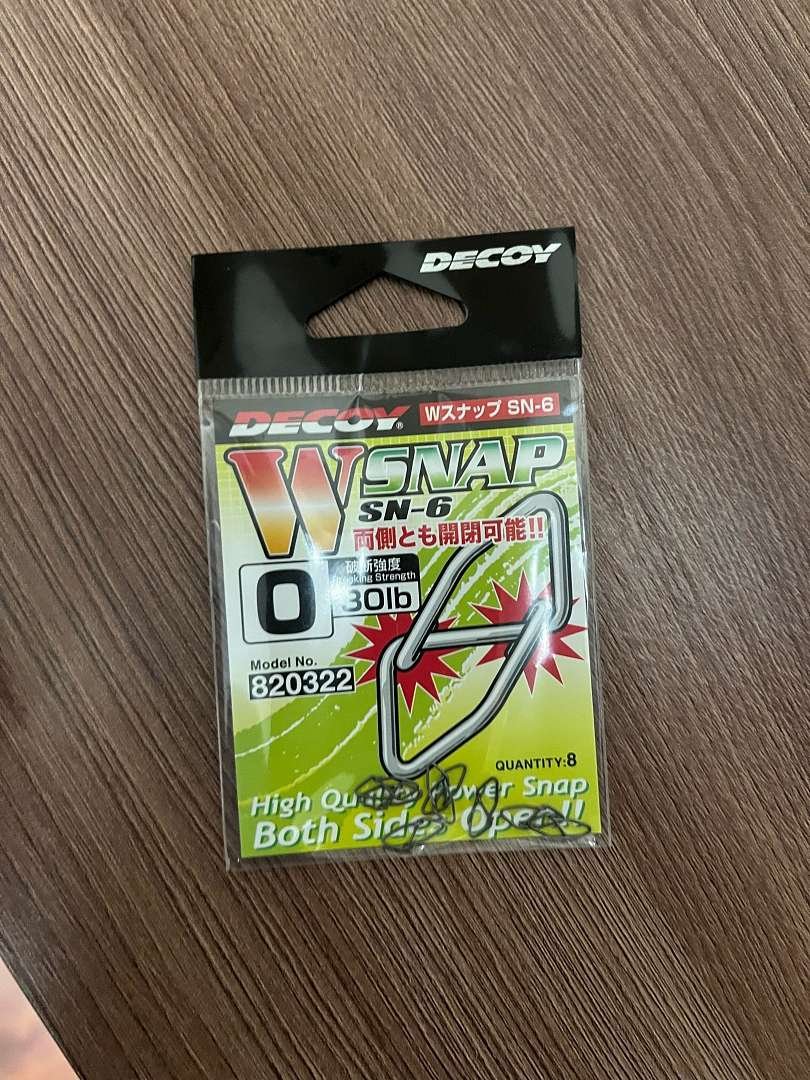 DECOY
DECOY®
Wスナップ SN-6
W SNAP
SN-6
両側とも開閉可能!!
0
破断強度
Breaking Strength
30lb
Model No.
820322
QUANTITY:8
High Quality Power Snap
Both Sides Open!!